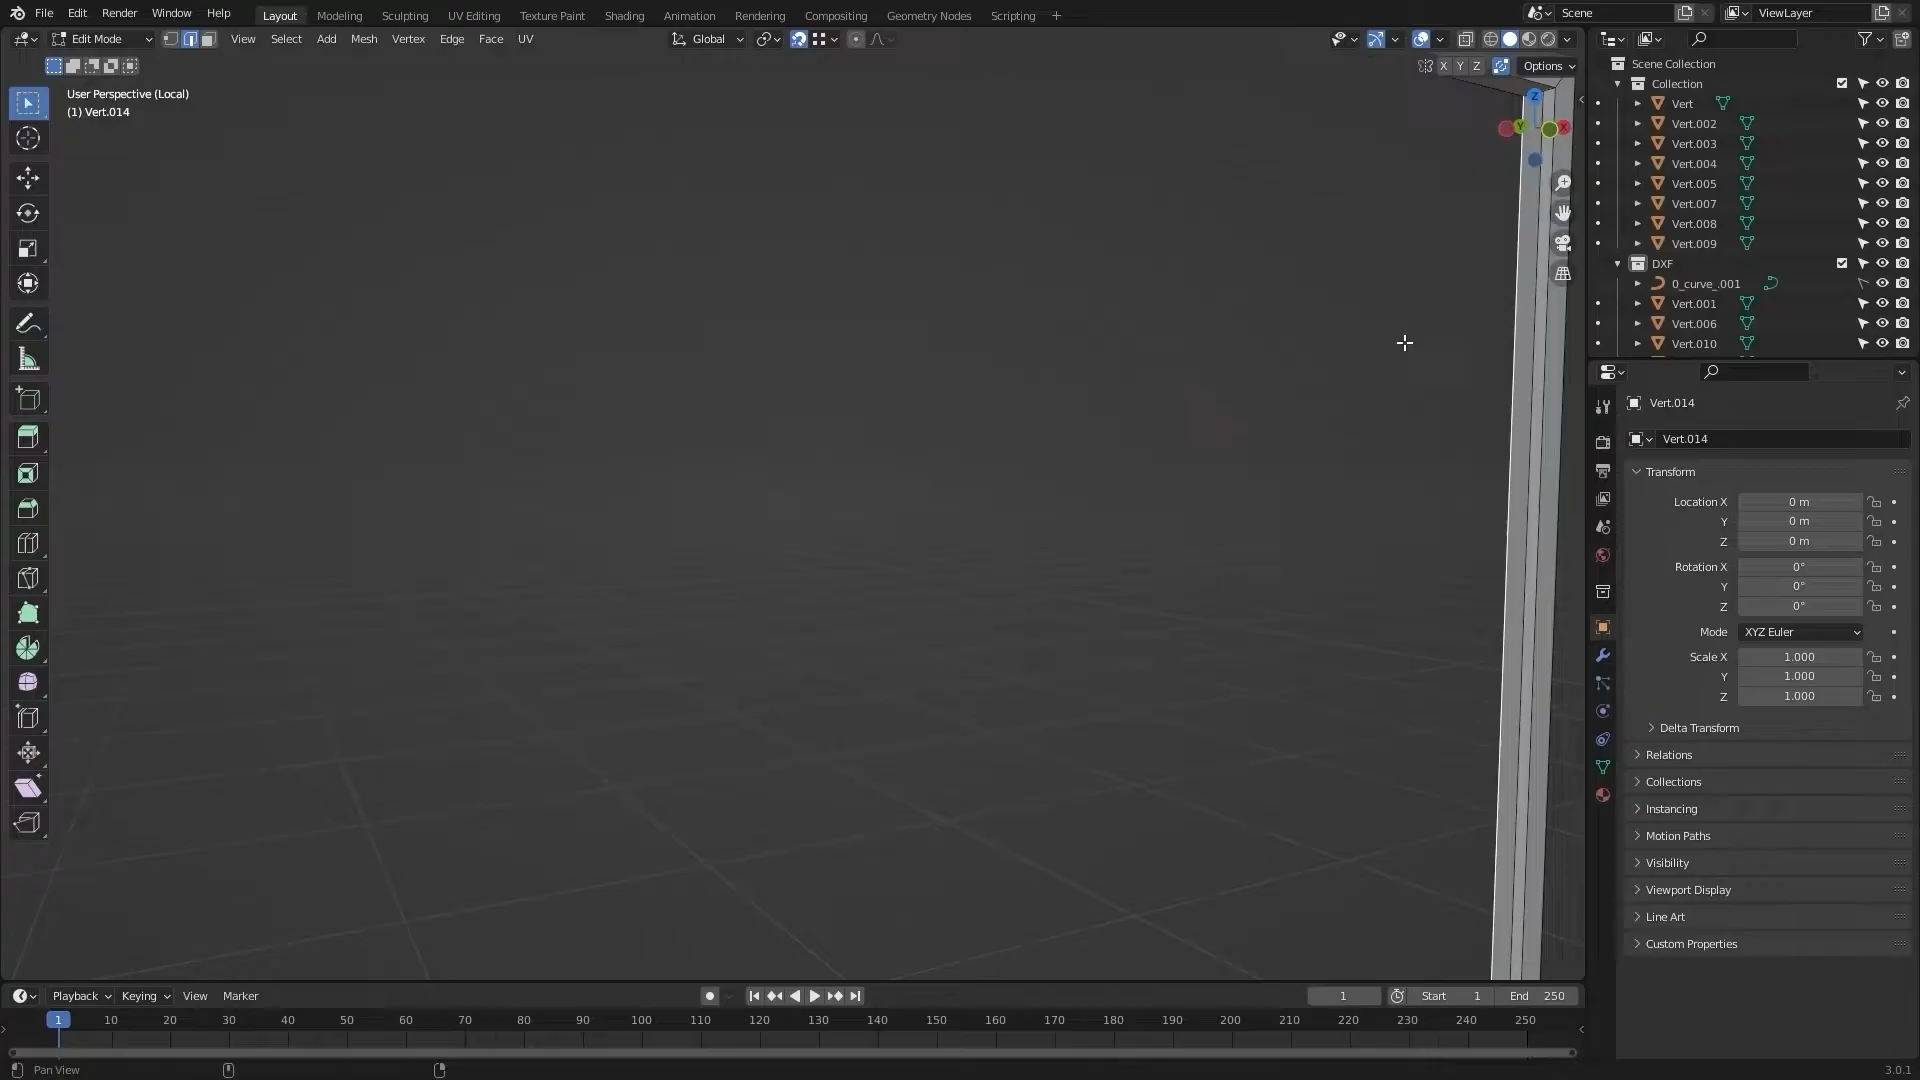 File Edit Render Window Help Layout Modeling Sculpting UV Editing Texture Paint Shading Animation Rendering Compositing Geometry Nodes Scripting + Scene ViewLayer
Edit Mode View Select Add Mesh Vertex Edge Face UV Global
X Y Z Options
User Perspective (Local)
(1) Vert.014
Z
Y X
Scene Collection
Collection
Vert
Vert.002
Vert.003
Vert.004
Vert.005
Vert.007
Vert.008
Vert.009
DXF
0_curve_.001
Vert.001
Vert.006
Vert.010
Vert.014
Vert.014
Transform
Location X 0 m
Y 0 m
Z 0 m
Rotation X 0°
Y 0°
Z 0°
Mode XYZ Euler
Scale X 1.000
Y 1.000
Z 1.000
Delta Transform
Relations
Collections
Instancing
Motion Paths
Visibility
Viewport Display
Line Art
Custom Properties
Playback Keying View Marker 1 Start 1 End 250
1 10 20 30 40 50 60 70 80 90 100 110 120 130 140 150 160 170 180 190 200 210 220 230 240 250
Pan View 3.0.1